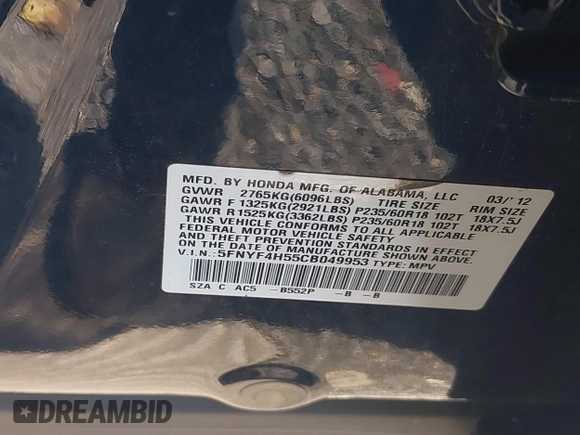 MFD. BY HONDA MFG. OF ALABAMA, LLC 03/'12
GVWR 2765KG(6096LBS) TIRE SIZE RIM SIZE
GAWR F 1325KG(2921LBS) P235/60R18 102T 18X7.5J
GAWR R1525KG(3362LBS) P235/60R18 102T 18X7.5J
THIS VEHICLE CONFORMS TO ALL APPLICABLE
FEDERAL MOTOR VEHICLE SAFETY
AND THEFT PREVENTION STANDARDS IN EFFECT
ON THE DATE OF MANUFACTURE SHOWN ABOVE.
V.I.N.: 5FNYF4H55CB049953 TYPE: MPV
SZA C AC5 -B552P -B -B
DREAMBID